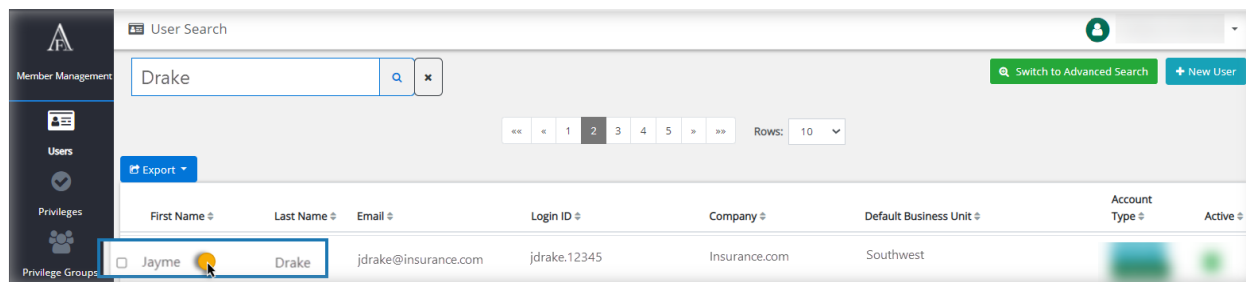 AF
User Search
Member Management
Drake
Switch to Advanced Search
+ New User
«« « 1 2 3 4 5 » »» Rows: 10
Users
Export
Privileges
First Name Last Name Email Login ID Company Default Business Unit Account Type Active
Jayme Drake jdrake@insurance.com jdrake.12345 Insurance.com Southwest
Privilege Groups